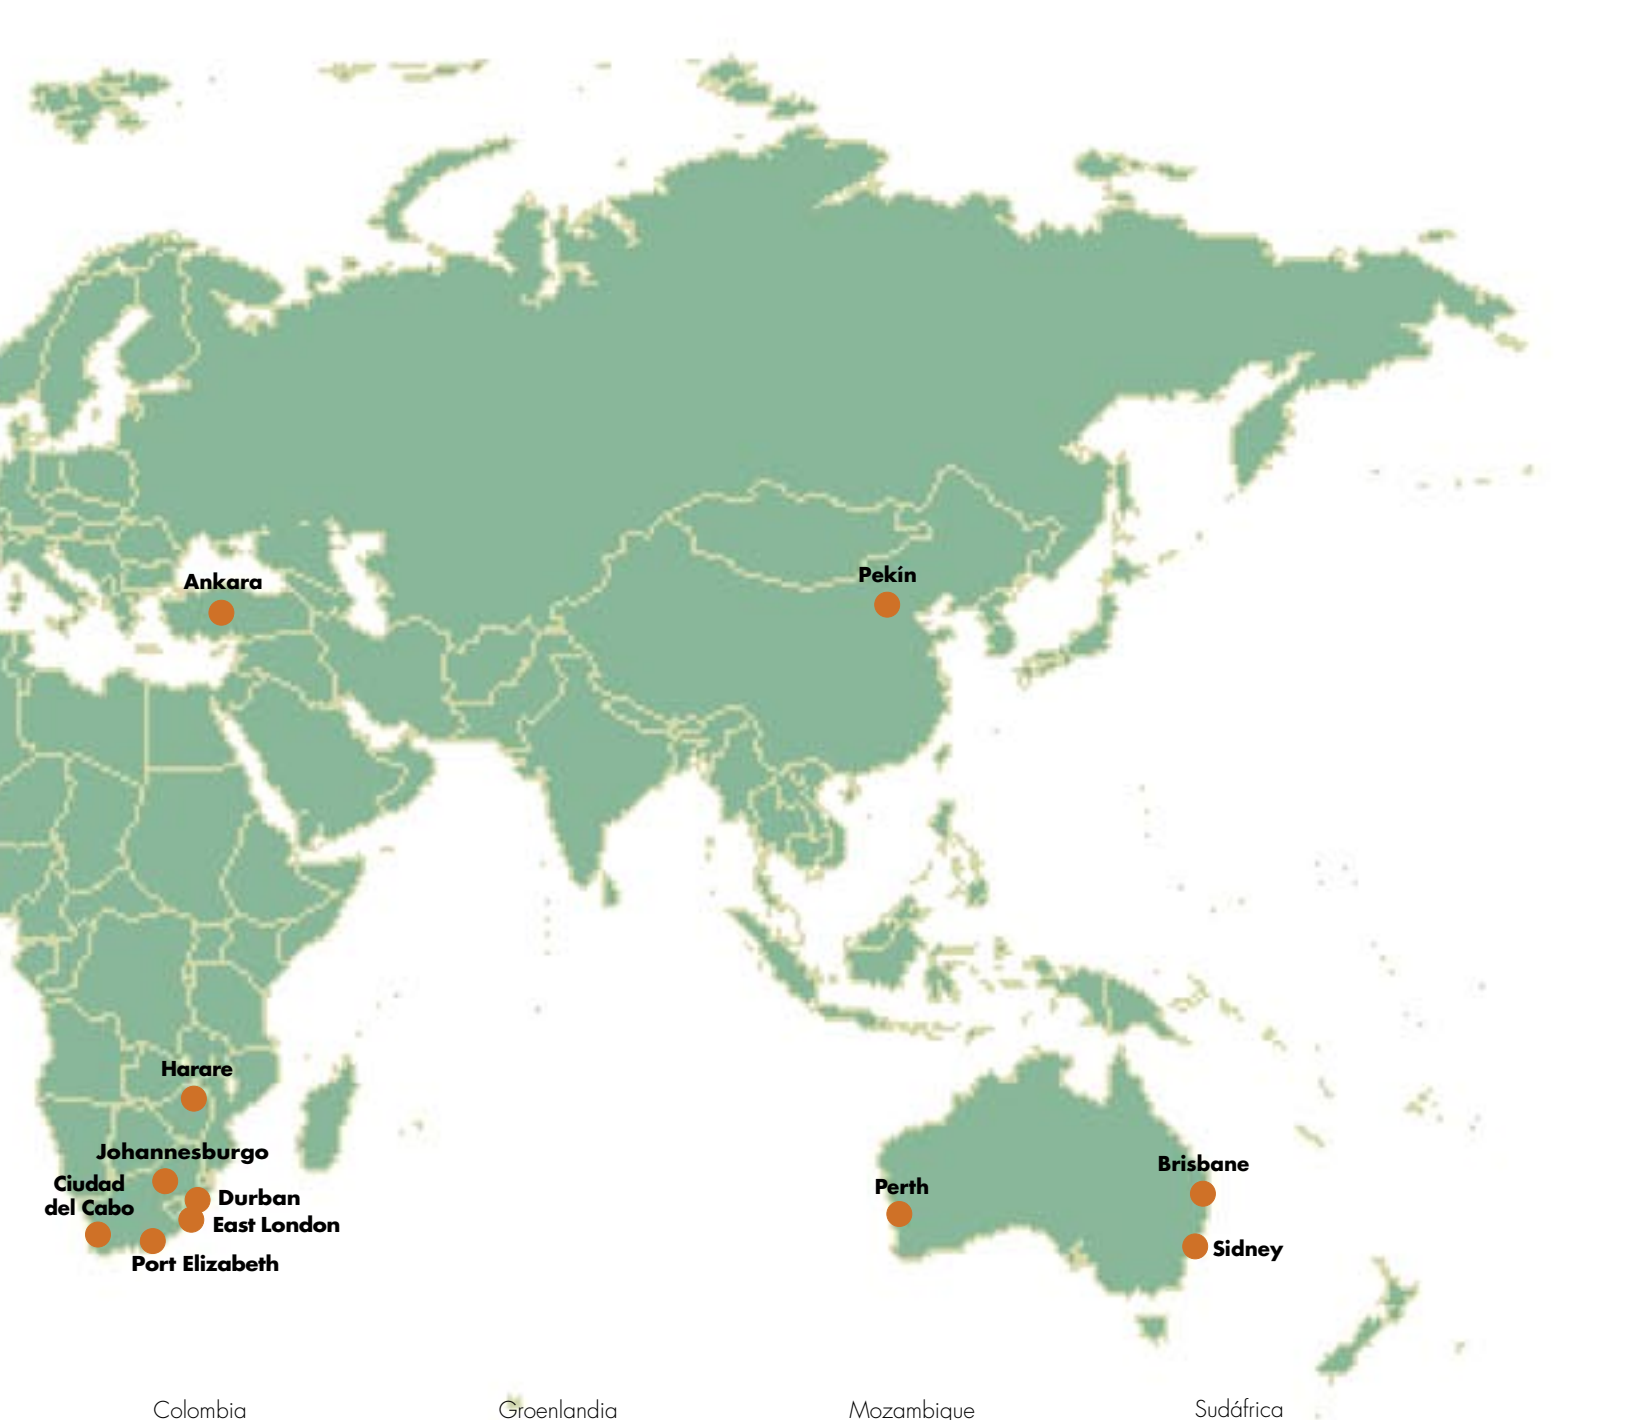 Ankara
Pekín
Harare
Johannesburgo
Ciudad
del Cabo
Durban
East London
Port Elizabeth
Perth
Brisbane
Sidney
Colombia
Groenlandia
Mozambique
Sudáfrica